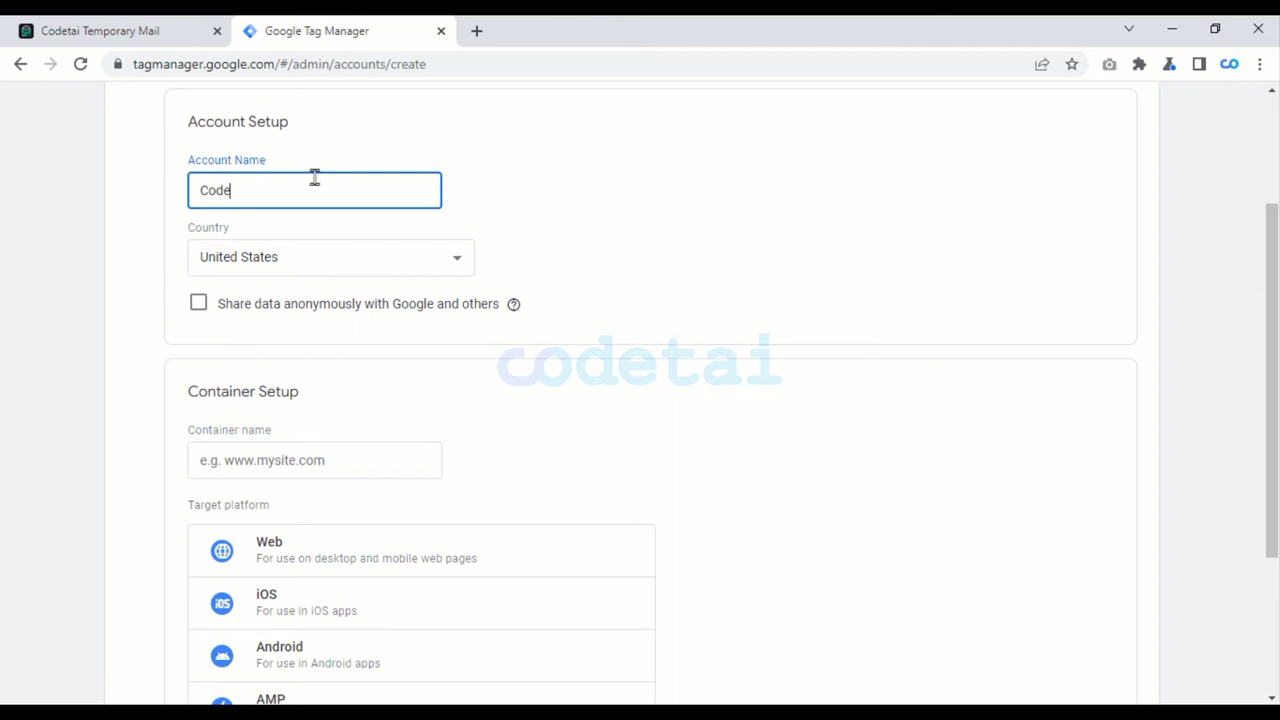 Codetai Temporary Mail
Google Tag Manager
tagmanager.google.com/#/admin/accounts/create
Account Setup
Account Name
Code
Country
United States
Share data anonymously with Google and others
codetai
Container Setup
Container name
e.g. www.mysite.com
Target platform
Web
For use on desktop and mobile web pages
iOS
iOS
For use in iOS apps
Android
For use in Android apps
AMP